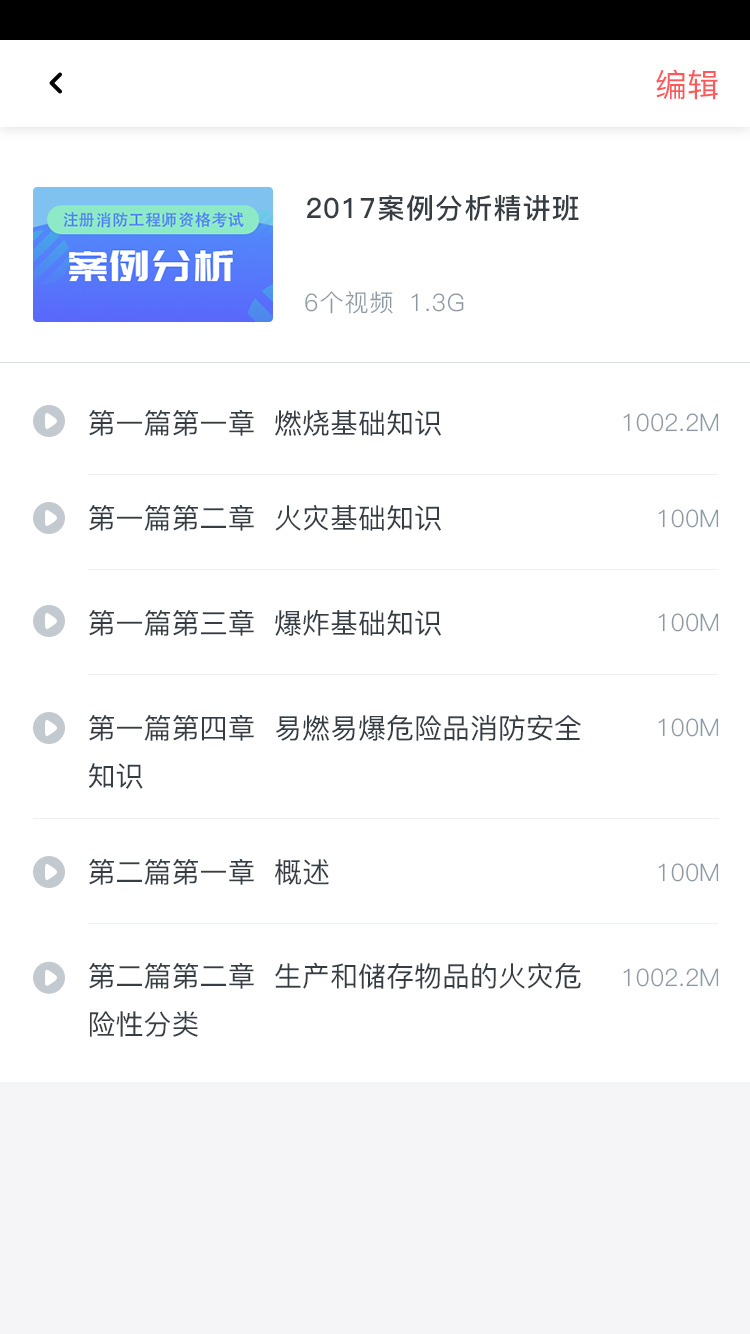 编辑
注册消防工程师资格考试
案例分析
2017案例分析精讲班
6个视频 1.3G
第一篇第一章 燃烧基础知识 1002.2M
第一篇第二章 火灾基础知识 100M
第一篇第三章 爆炸基础知识 100M
第一篇第四章 易燃易爆危险品消防安全 100M
知识
第二篇第一章 概述 100M
第二篇第二章 生产和储存物品的火灾危 1002.2M
险性分类